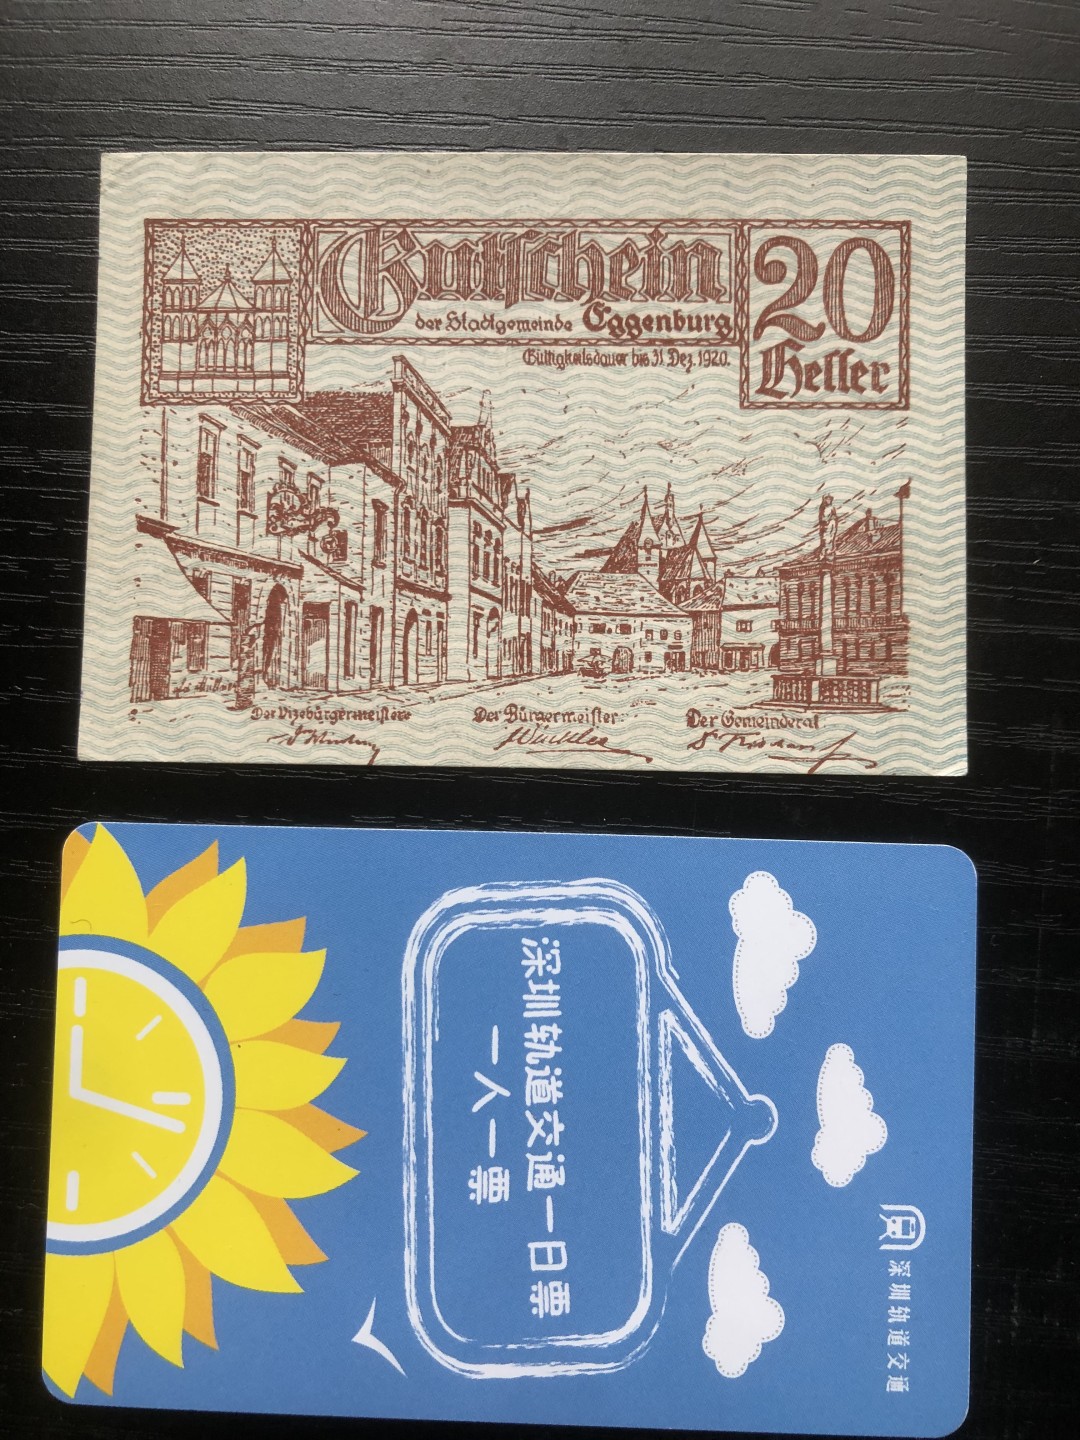 Gutschein
der Stadtgemeinde Eggenburg
Gültigkeitsdauer bis 31. Dez. 1920.
20
Heller
Der Vizebürgermeister
Der Bürgermeister:
Der Gemeinderat
深圳轨道交通一日票
一人一票
深圳轨道交通